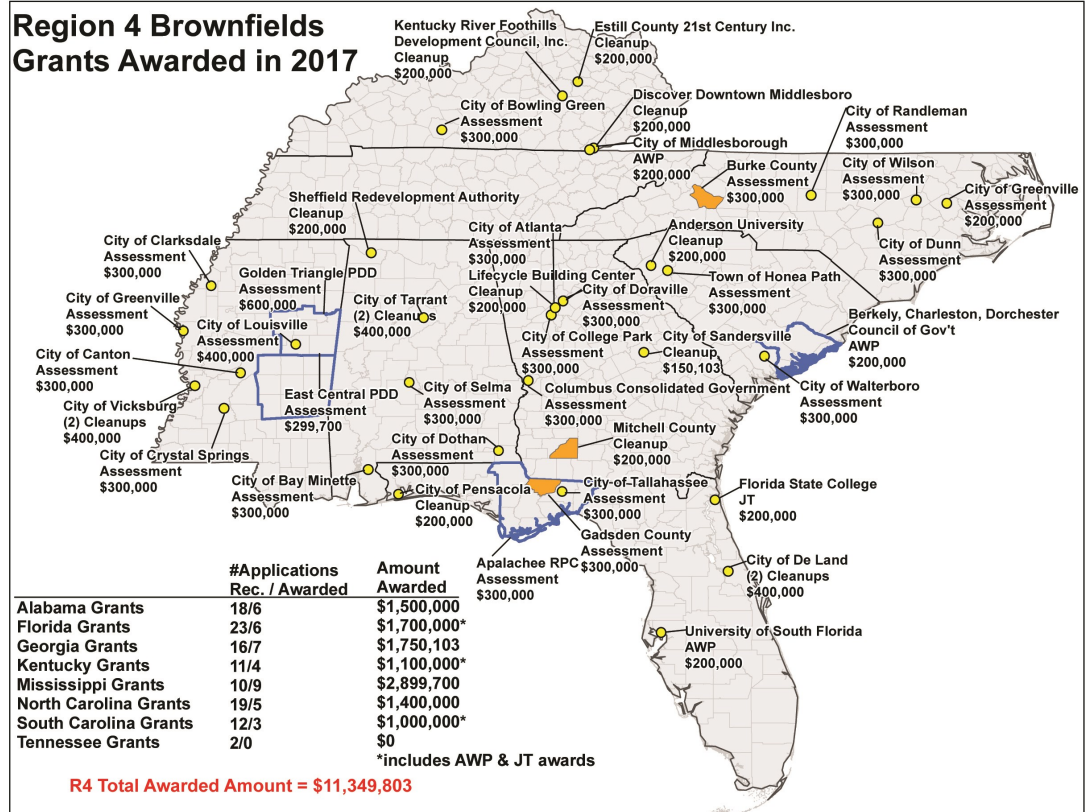 Region 4 Brownfields
Grants Awarded in 2017
Kentucky River Foothills
Development Council, Inc.
Cleanup
$200,000
Estill County 21st Century Inc.
Cleanup
$200,000
City of Bowling Green
Assessment
$300,000
Discover Downtown Middlesboro
Cleanup
$200,000
City of Middlesborough
AWP
$200,000
City of Randleman
Assessment
$300,000
Burke County
Assessment
$300,000
City of Wilson
Assessment
$300,000
City of Greenville
Assessment
$200,000
City of Dunn
Assessment
$300,000
Sheffield Redevelopment Authority
Cleanup
$200,000
City of Atlanta
Assessment
$300,000
Anderson University
Cleanup
$200,000
City of Clarksdale
Assessment
$300,000
Golden Triangle PDD
Assessment
$600,000
Lifecycle Building Center
Cleanup
$200,000
City of Doraville
Assessment
$300,000
Town of Honea Path
Assessment
$300,000
City of Greenville
Assessment
$300,000
City of Tarrant
(2) Cleanups
$400,000
City of Louisville
Assessment
$400,000
Berkely, Charleston, Dorchester
Council of Gov't
AWP
$200,000
City of College Park
Assessment
$300,000
City of Sandersville
Cleanup
$150,103
City of Canton
Assessment
$300,000
City of Walterboro
Assessment
$300,000
East Central PDD
Assessment
$299,700
City of Selma
Assessment
$300,000
Columbus Consolidated Government
Assessment
$300,000
City of Vicksburg
(2) Cleanups
$400,000
Mitchell County
Cleanup
$200,000
City of Crystal Springs
Assessment
$300,000
City of Dothan
Assessment
$300,000
City of Bay Minette
Assessment
$300,000
City of Pensacola
Cleanup
$200,000
City of Tallahassee
Assessment
$300,000
Florida State College
JT
$200,000
Gadsden County
Assessment
$300,000
Apalachee RPC
Assessment
$300,000
City of De Land
(2) Cleanups
$400,000
University of South Florida
AWP
$200,000
#Applications Amount
Rec. / Awarded Awarded
Alabama Grants 18/6 $1,500,000
Florida Grants 23/6 $1,700,000*
Georgia Grants 16/7 $1,750,103
Kentucky Grants 11/4 $1,100,000*
Mississippi Grants 10/9 $2,899,700
North Carolina Grants 19/5 $1,400,000
South Carolina Grants 12/3 $1,000,000*
Tennessee Grants 2/0 $0
*includes AWP & JT awards
R4 Total Awarded Amount = $11,349,803